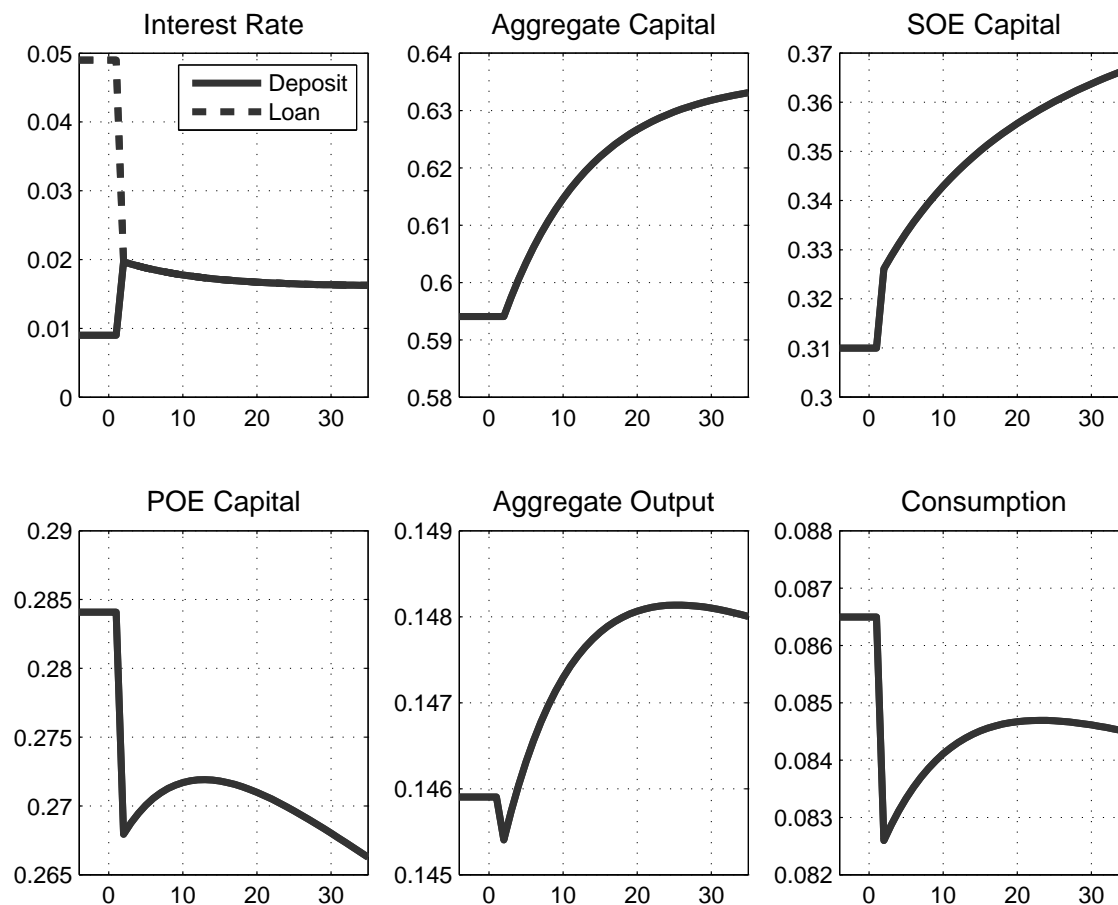 Interest Rate
0.05
0.04
0.03
0.02
0.01
0
0 10 20 30
Deposit
Loan
Aggregate Capital
0.64
0.63
0.62
0.61
0.6
0.59
0.58
0 10 20 30
SOE Capital
0.37
0.36
0.35
0.34
0.33
0.32
0.31
0.3
0 10 20 30
POE Capital
0.29
0.285
0.28
0.275
0.27
0.265
0 10 20 30
Aggregate Output
0.149
0.148
0.147
0.146
0.145
0 10 20 30
Consumption
0.088
0.087
0.086
0.085
0.084
0.083
0.082
0 10 20 30